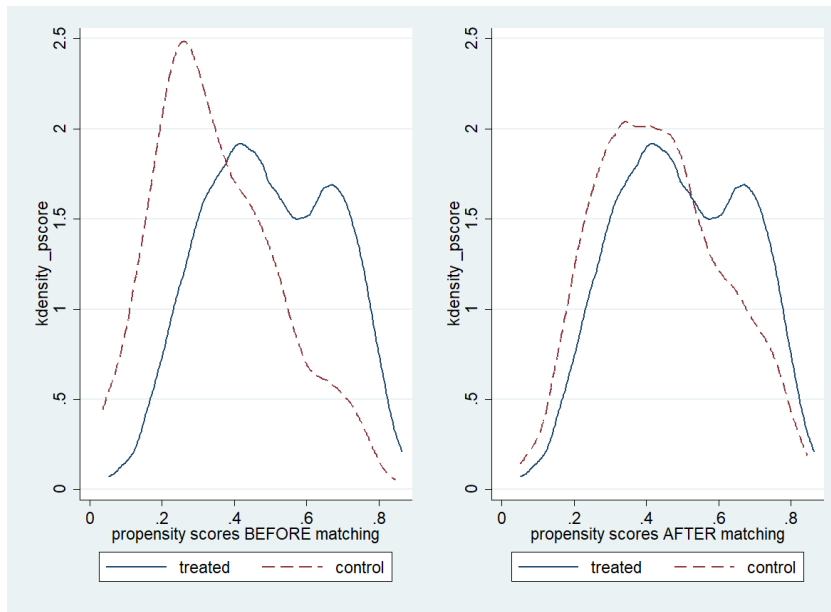 2.5
2
1.5
1
.5
0
kdensity _pscore
0 .2 .4 .6 .8
propensity scores BEFORE matching
treated control
2.5
2
1.5
1
.5
0
kdensity _pscore
0 .2 .4 .6 .8
propensity scores AFTER matching
treated control